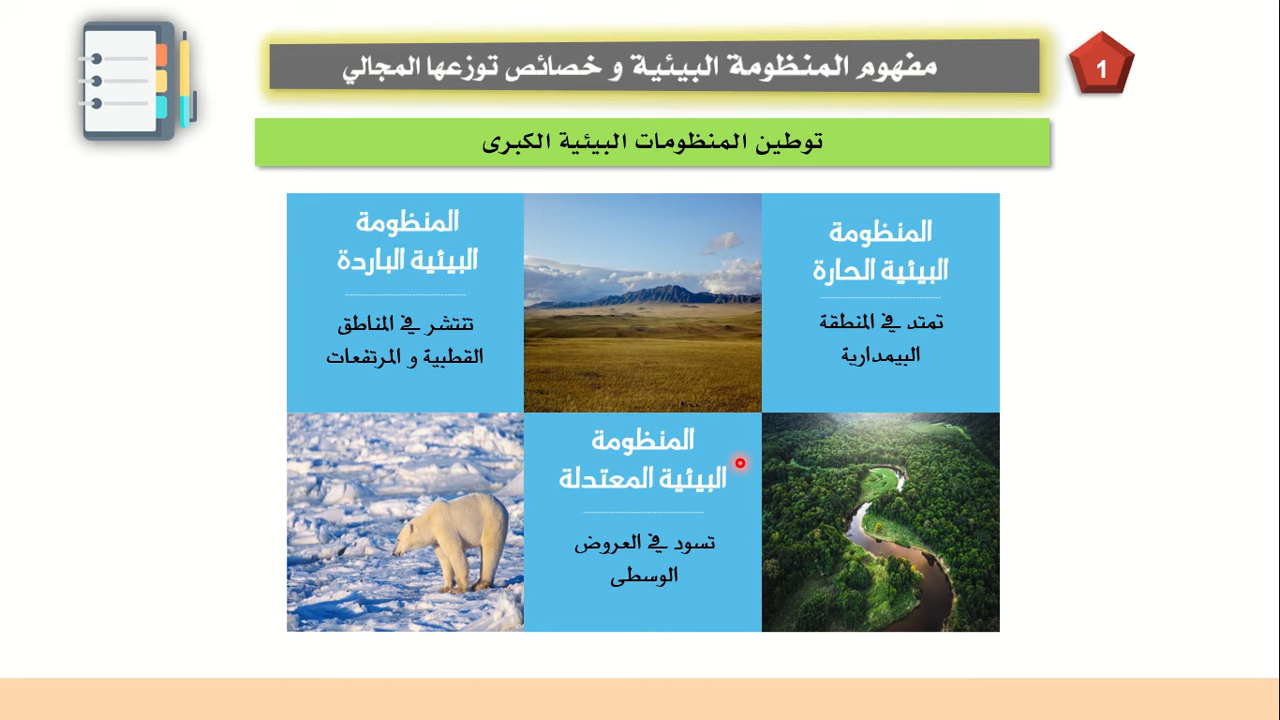 1
مفهوم المنظومة البيئية و خصائص توزعها المجالي
توطين المنظومات البيئية الكبرى
المنظومة
البيئية الحارة
تمتد في المنطقة
البيمدارية
المنظومة
البيئية المعتدلة
تسود في العروض
الوسطى
المنظومة
البيئية الباردة
تنتشر في المناطق
القطبية و المرتفعات